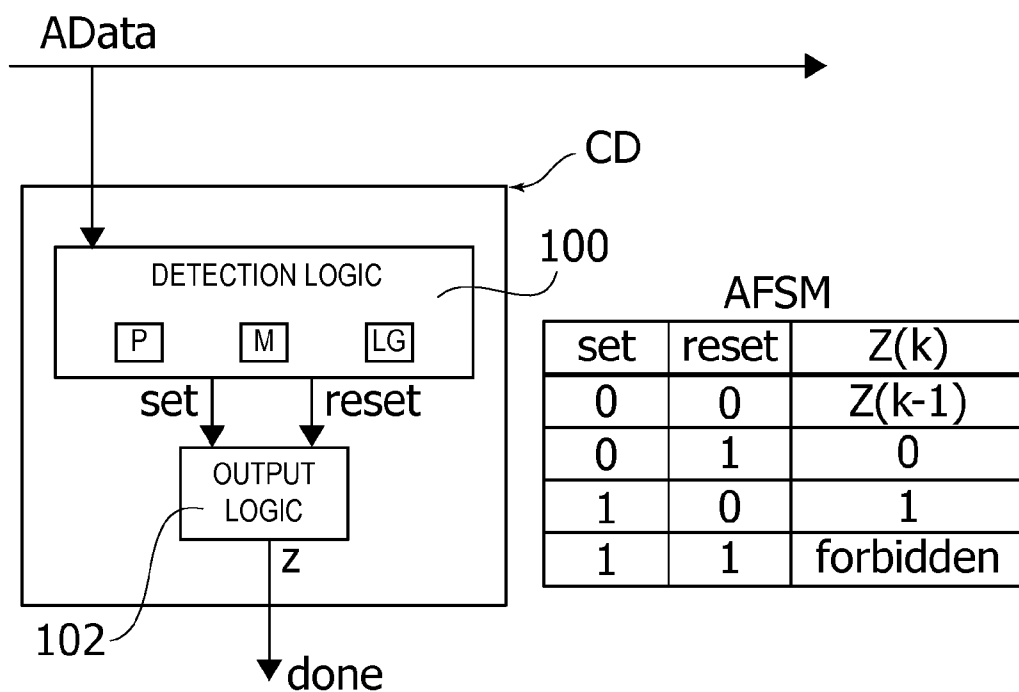 AData
CD
DETECTION LOGIC
100
P M LG
set reset
OUTPUT
LOGIC
z
102
done
AFSM
set reset Z(k)
0 0 Z(k-1)
0 1 0
1 0 1
1 1 forbidden